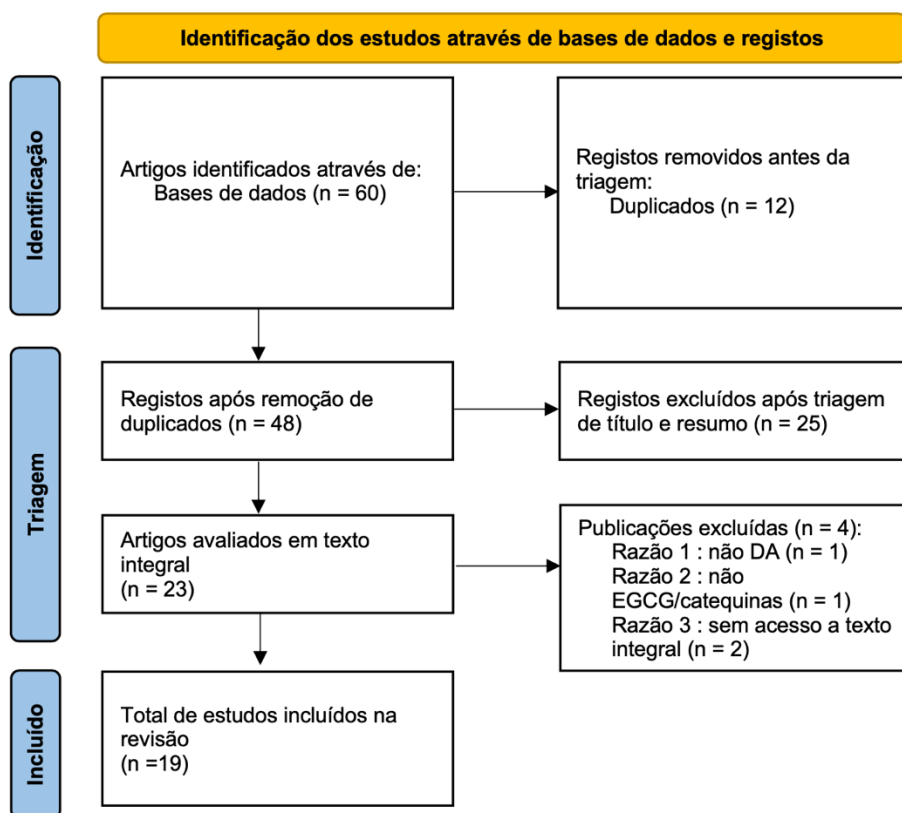 Identificação dos estudos através de bases de dados e registos
Identificação
Artigos identificados através de:
Bases de dados (n = 60)
Registos removidos antes da
triagem:
Duplicados (n = 12)
Triagem
Registos após remoção de
duplicados (n = 48)
Registos excluídos após triagem
de título e resumo (n = 25)
Artigos avaliados em texto
integral
(n = 23)
Publicações excluídas (n = 4):
Razão 1 : não DA (n = 1)
Razão 2 : não
EGCG/catequinas (n = 1)
Razão 3 : sem acesso a texto
integral (n = 2)
Incluído
Total de estudos incluídos na
revisão
(n =19)